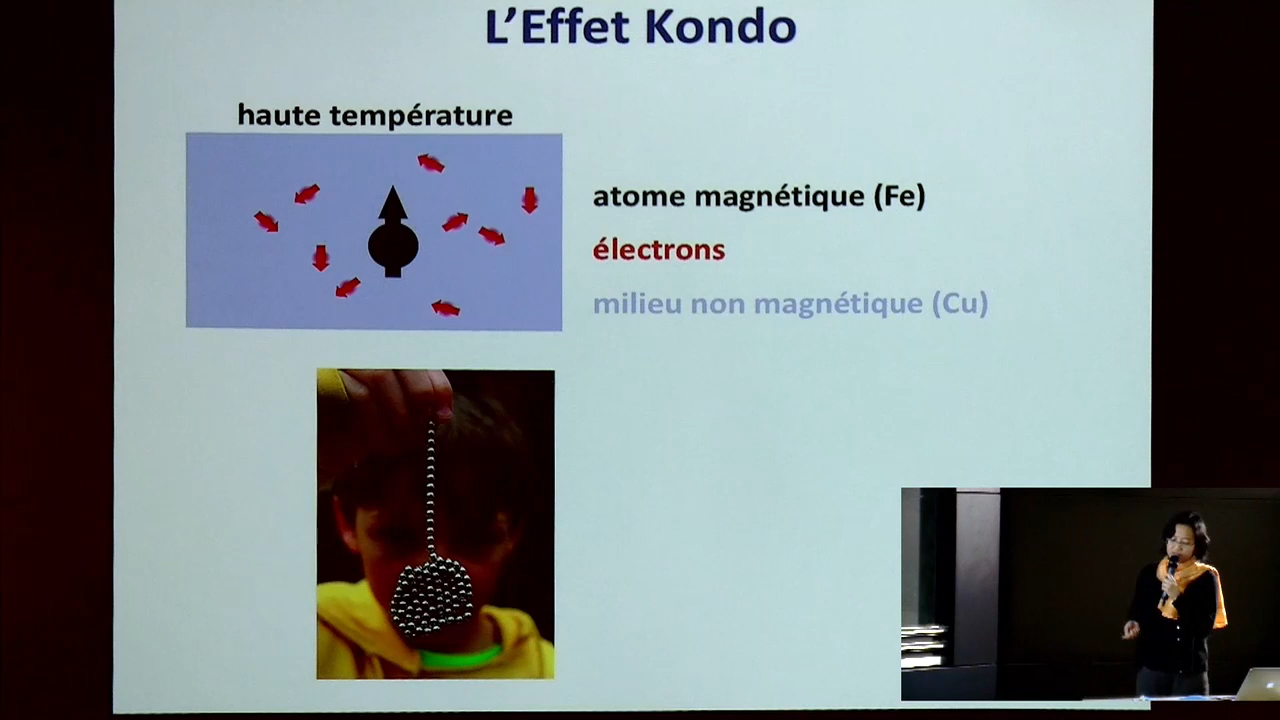 L’Effet Kondo
haute température
atome magnétique (Fe)
électrons
milieu non magnétique (Cu)